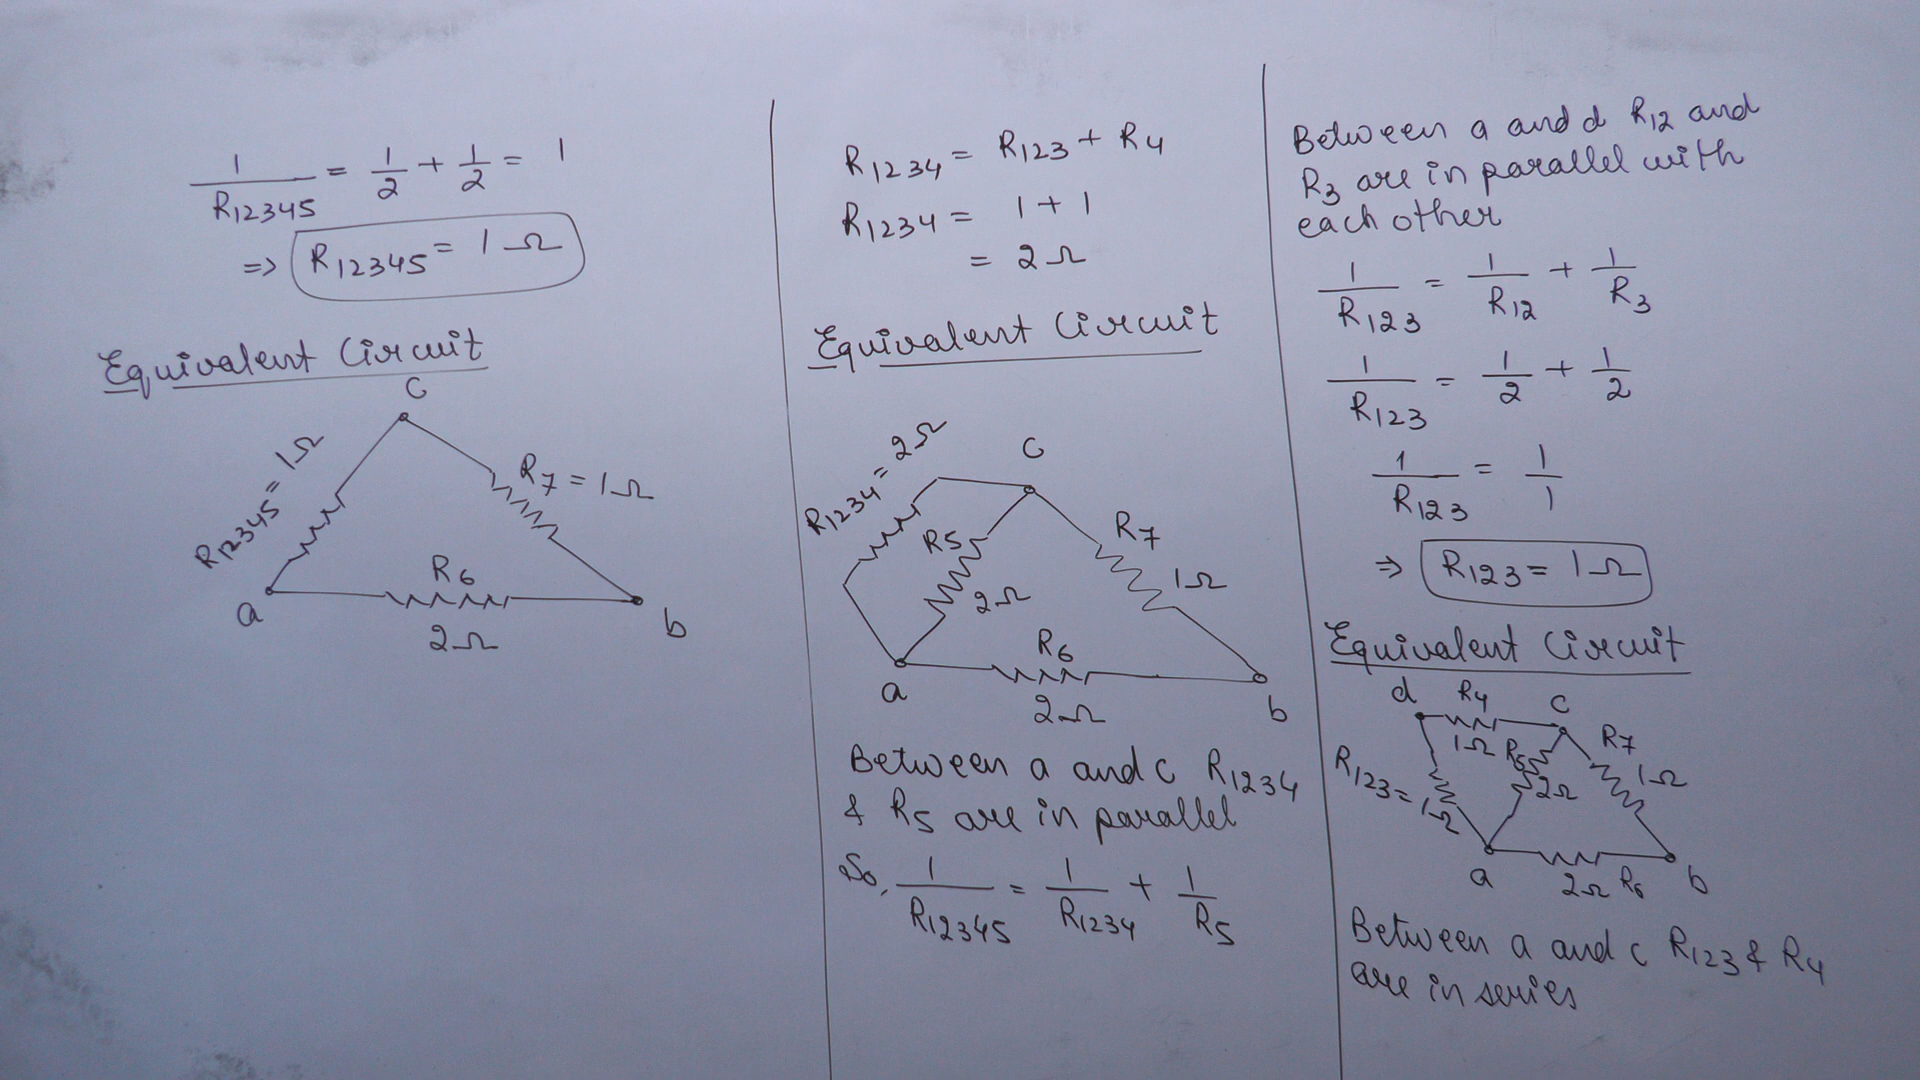 1/R12345 = 1/2 + 1/2 = 1
=> R12345 = 1Ω
Equivalent Circuit
C
R12345 = 1Ω
R7 = 1Ω
R6
a
2Ω
b
R1234 = R123 + R4
R1234 = 1 + 1
= 2Ω
Equivalent Circuit
R1234 = 2Ω
C
R5
2Ω
R7
1Ω
R6
a
2Ω
b
Between a and c R1234
& R5 are in parallel
So, 1/R12345 = 1/R1234 + 1/R5
Between a and d R12 and
R3 are in parallel with
each other
1/R123 = 1/R12 + 1/R3
1/R123 = 1/2 + 1/2
1/R123 = 1/1
=> R123 = 1Ω
Equivalent Circuit
d R4 c
1Ω R5 R7
R123 = 1Ω 2Ω 1Ω
a 2Ω R6 b
Between a and c R123 & R4
are in series